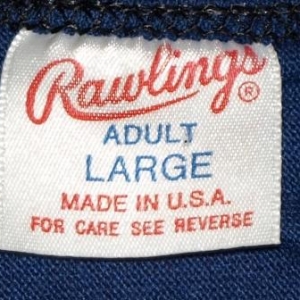 Rawlings®
ADULT
LARGE
MADE IN U.S.A.
FOR CARE SEE REVERSE